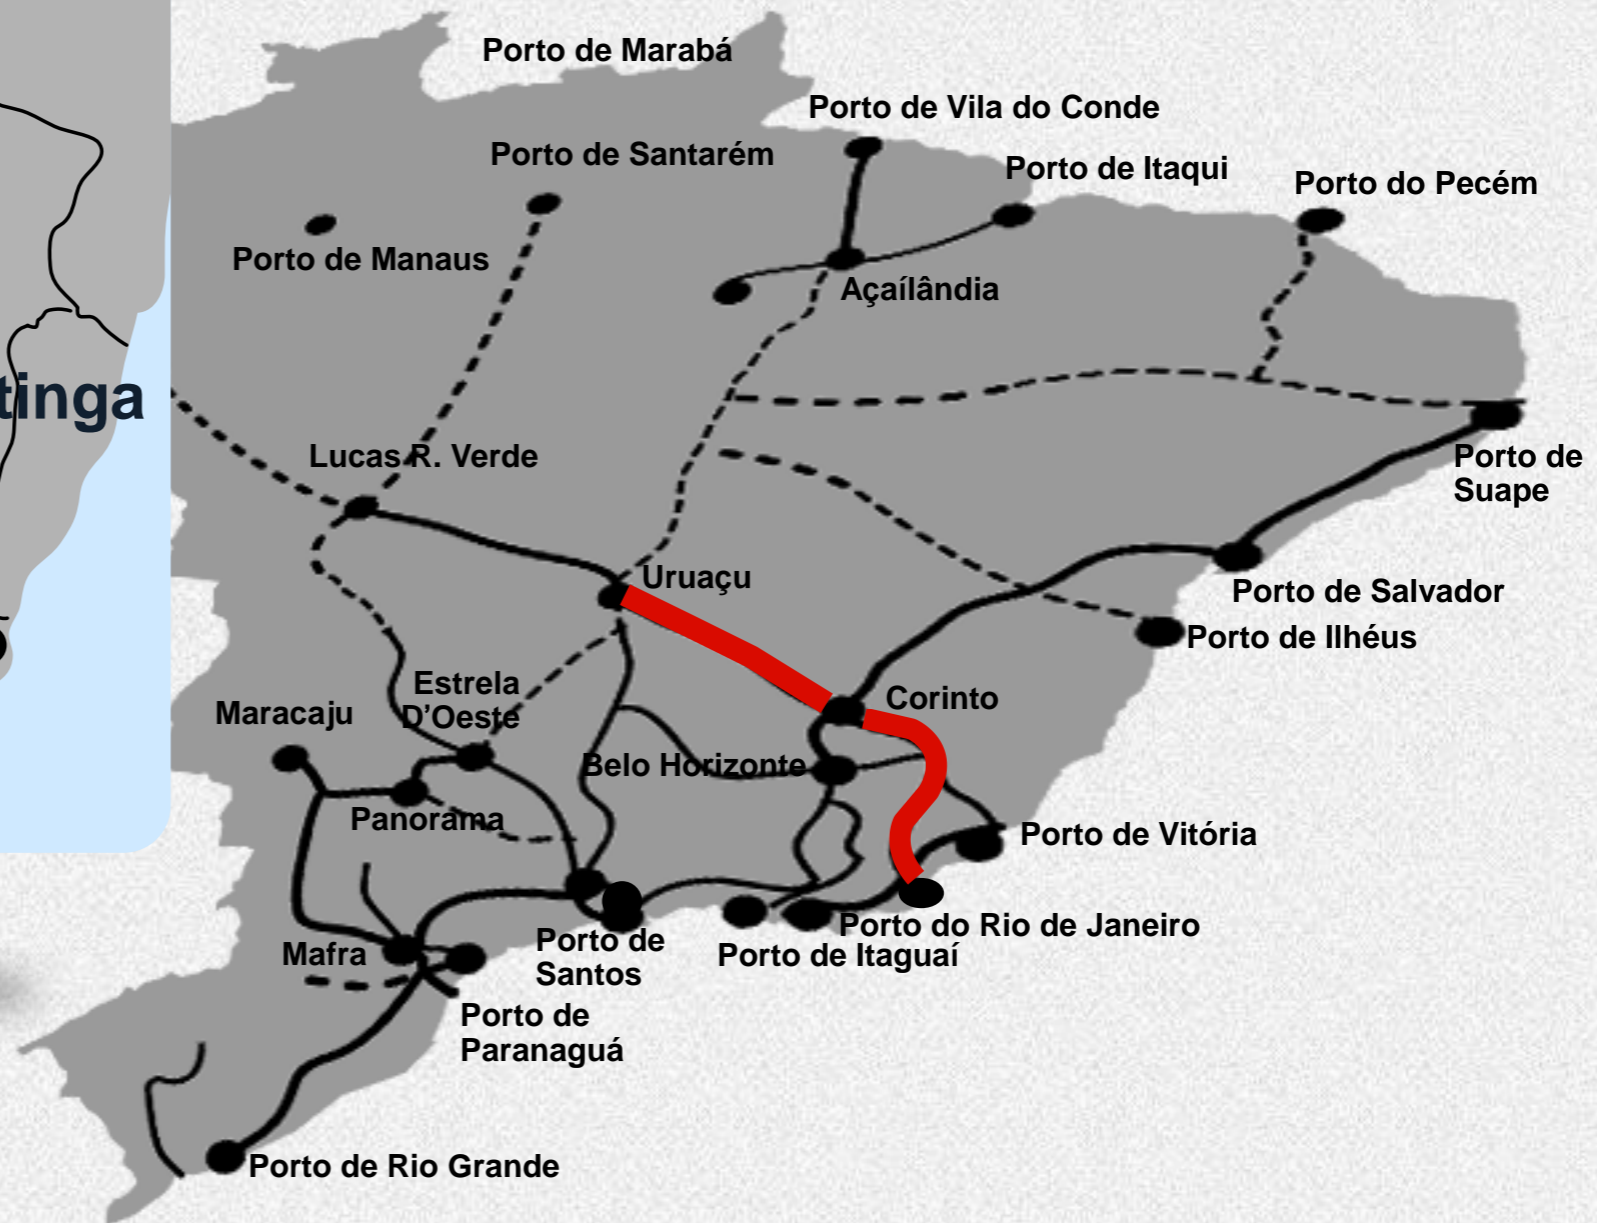 Porto de Marabá
Porto de Vila do Conde
Porto de Santarém
Porto de Itaqui
Porto do Pecém
Porto de Manaus
Açaílândia
tinga
Lucas R. Verde
Porto de
Suape
Uruaçu
Porto de Salvador
Porto de Ilhéus
Estrela
D’Oeste
Maracaju
Corinto
Belo Horizonte
Panorama
Porto de Vitória
Porto do Rio de Janeiro
Porto de Itaguaí
Mafra
Porto de
Santos
Porto de
Paranaguá
Porto de Rio Grande